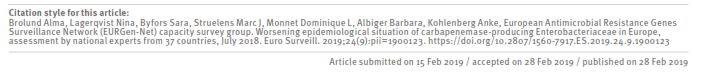 Citation style for this article:
Brolund Alma, Lagerqvist Nina, Byfors Sara, Struelens Marc J, Monnet Dominique L, Albiger Barbara, Kohlenberg Anke, European Antimicrobial Resistance Genes
Surveillance Network (EURGen-Net) capacity survey group. Worsening epidemiological situation of carbapenemase-producing Enterobacteriaceae in Europe,
assessment by national experts from 37 countries, July 2018. Euro Surveill. 2019;24(9):pii=1900123. https://doi.org/10.2807/1560-7917.ES.2019.24.9.1900123
Article submitted on 15 Feb 2019 / accepted on 28 Feb 2019 / published on 28 Feb 2019